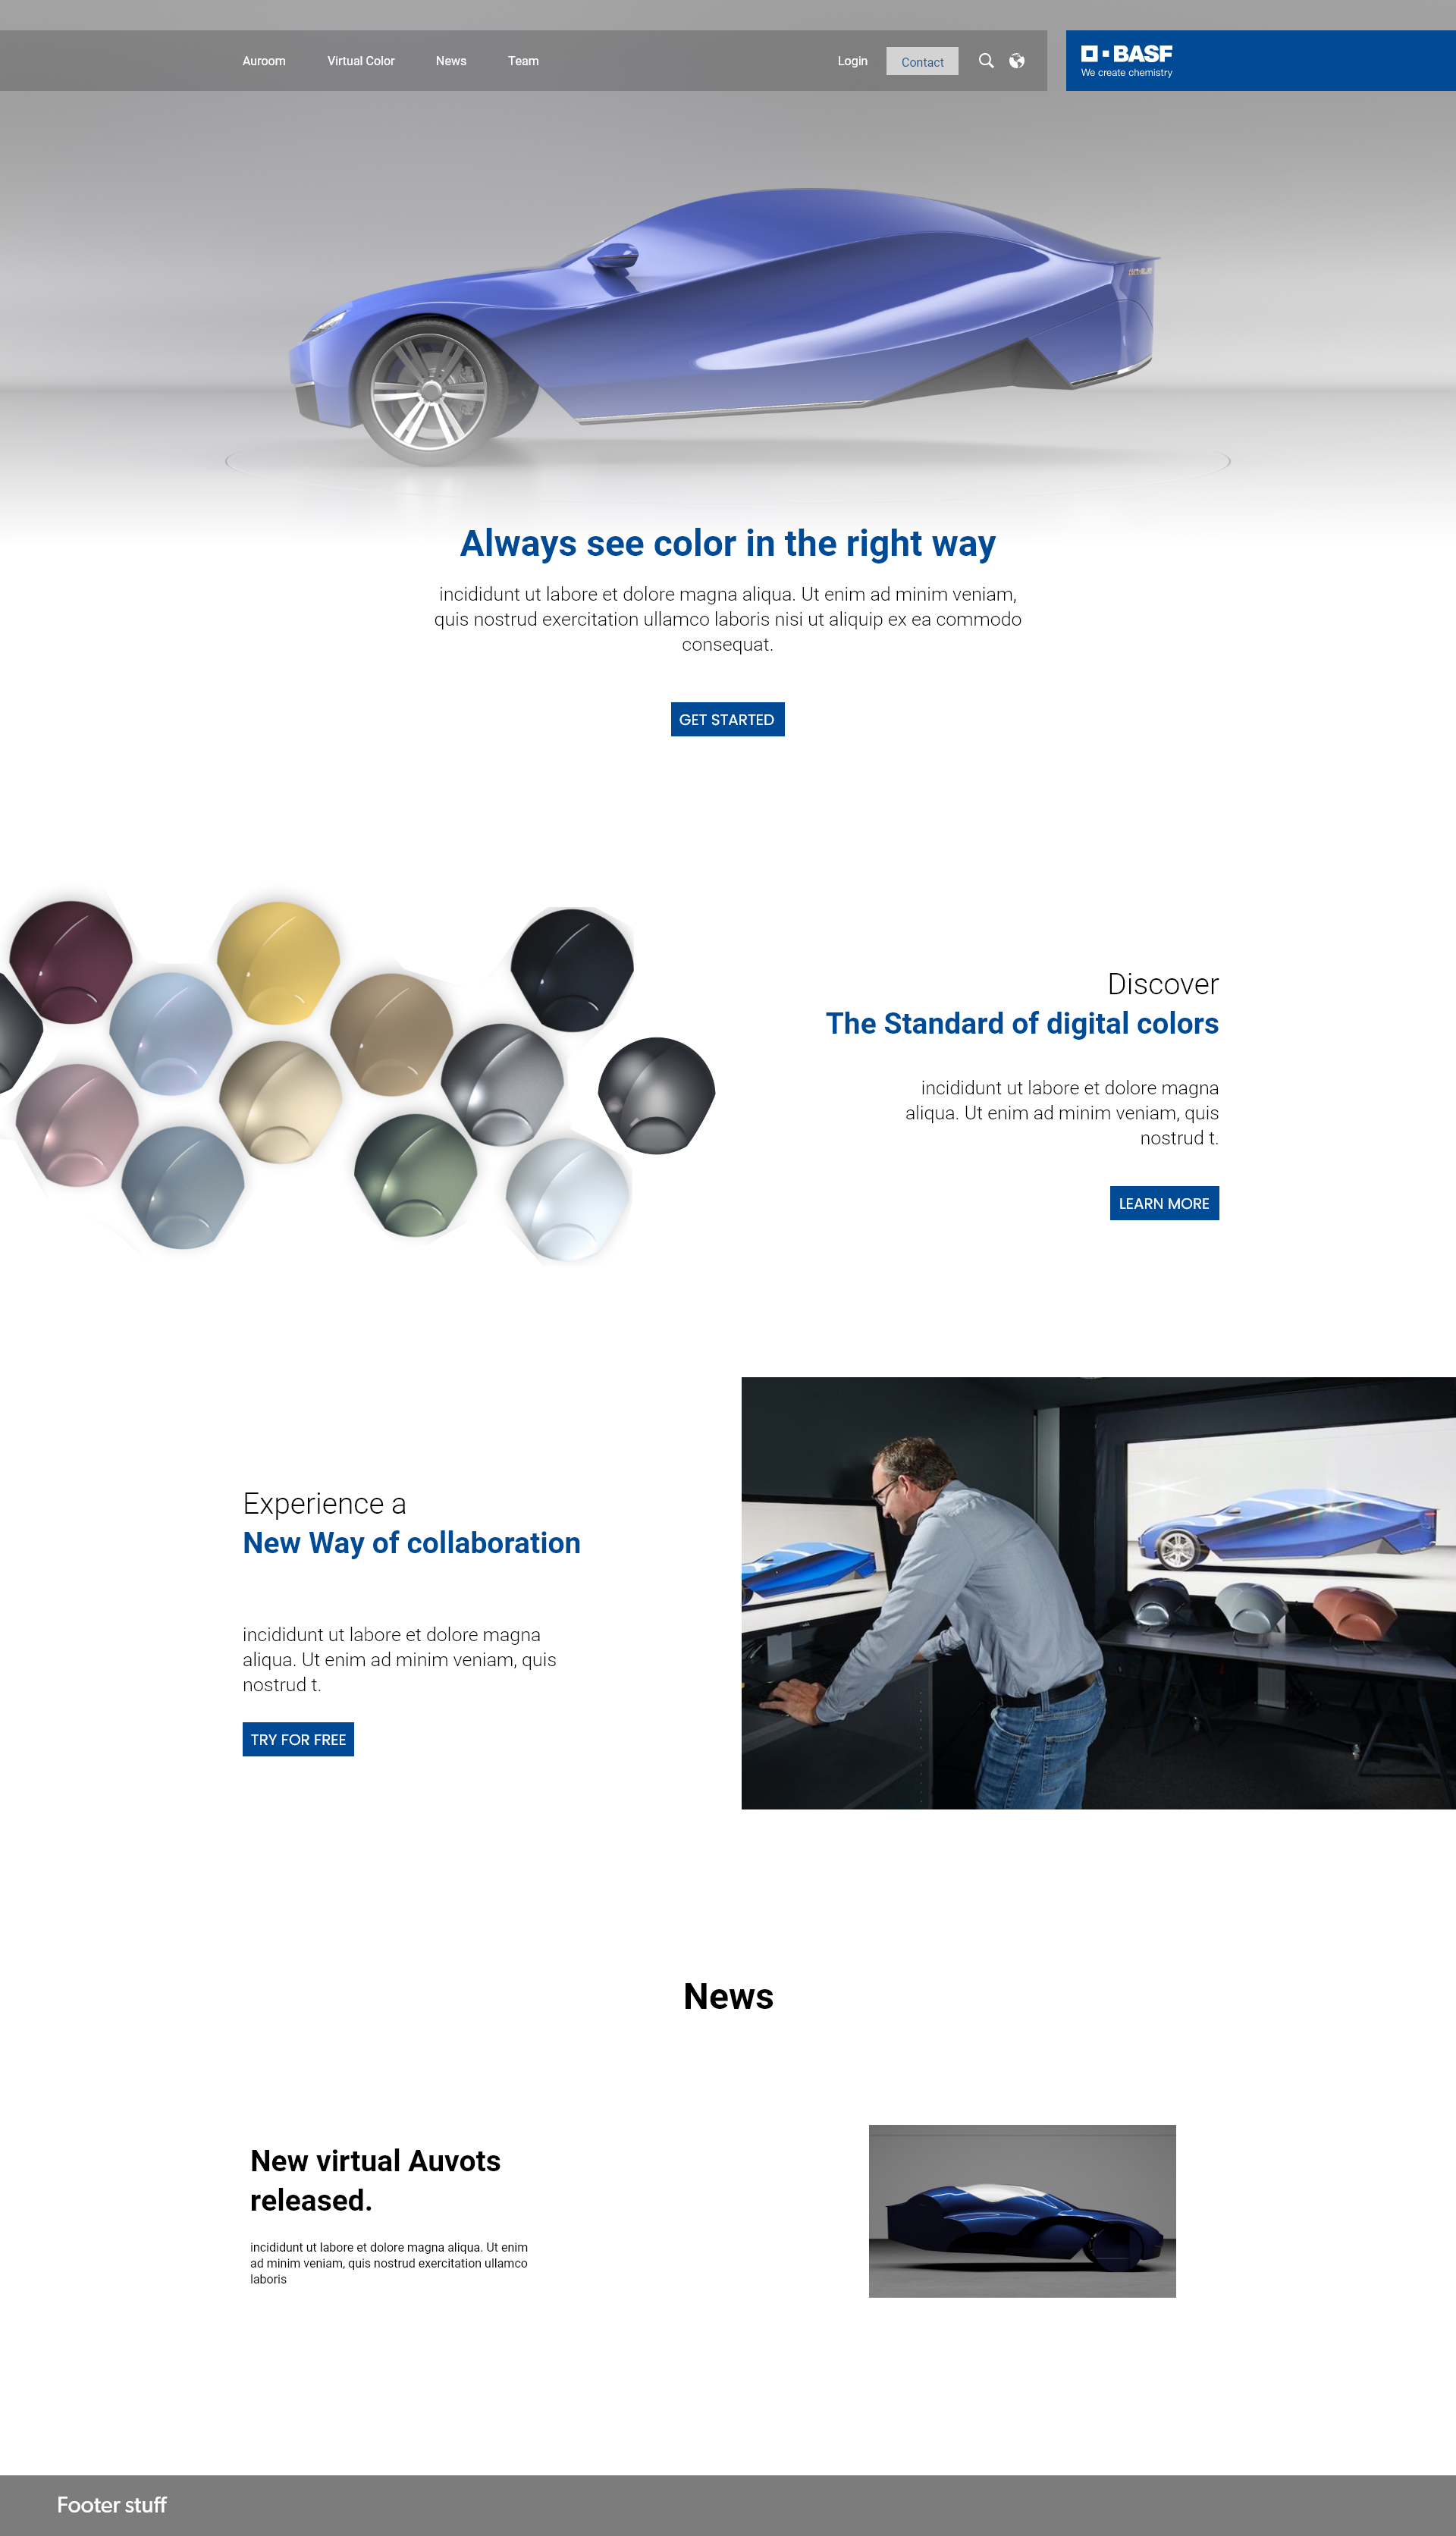 Auroom Virtual Color News Team Login Contact
BASF
We create chemistry
Always see color in the right way
incididunt ut labore et dolore magna aliqua. Ut enim ad minim veniam,
quis nostrud exercitation ullamco laboris nisi ut aliquip ex ea commodo
consequat.
GET STARTED
Discover
The Standard of digital colors
incididunt ut labore et dolore magna
aliqua. Ut enim ad minim veniam, quis
nostrud t.
LEARN MORE
Experience a
New Way of collaboration
incididunt ut labore et dolore magna
aliqua. Ut enim ad minim veniam, quis
nostrud t.
TRY FOR FREE
News
New virtual Auvots
released.
incididunt ut labore et dolore magna aliqua. Ut enim
ad minim veniam, quis nostrud exercitation ullamco
laboris
Footer stuff